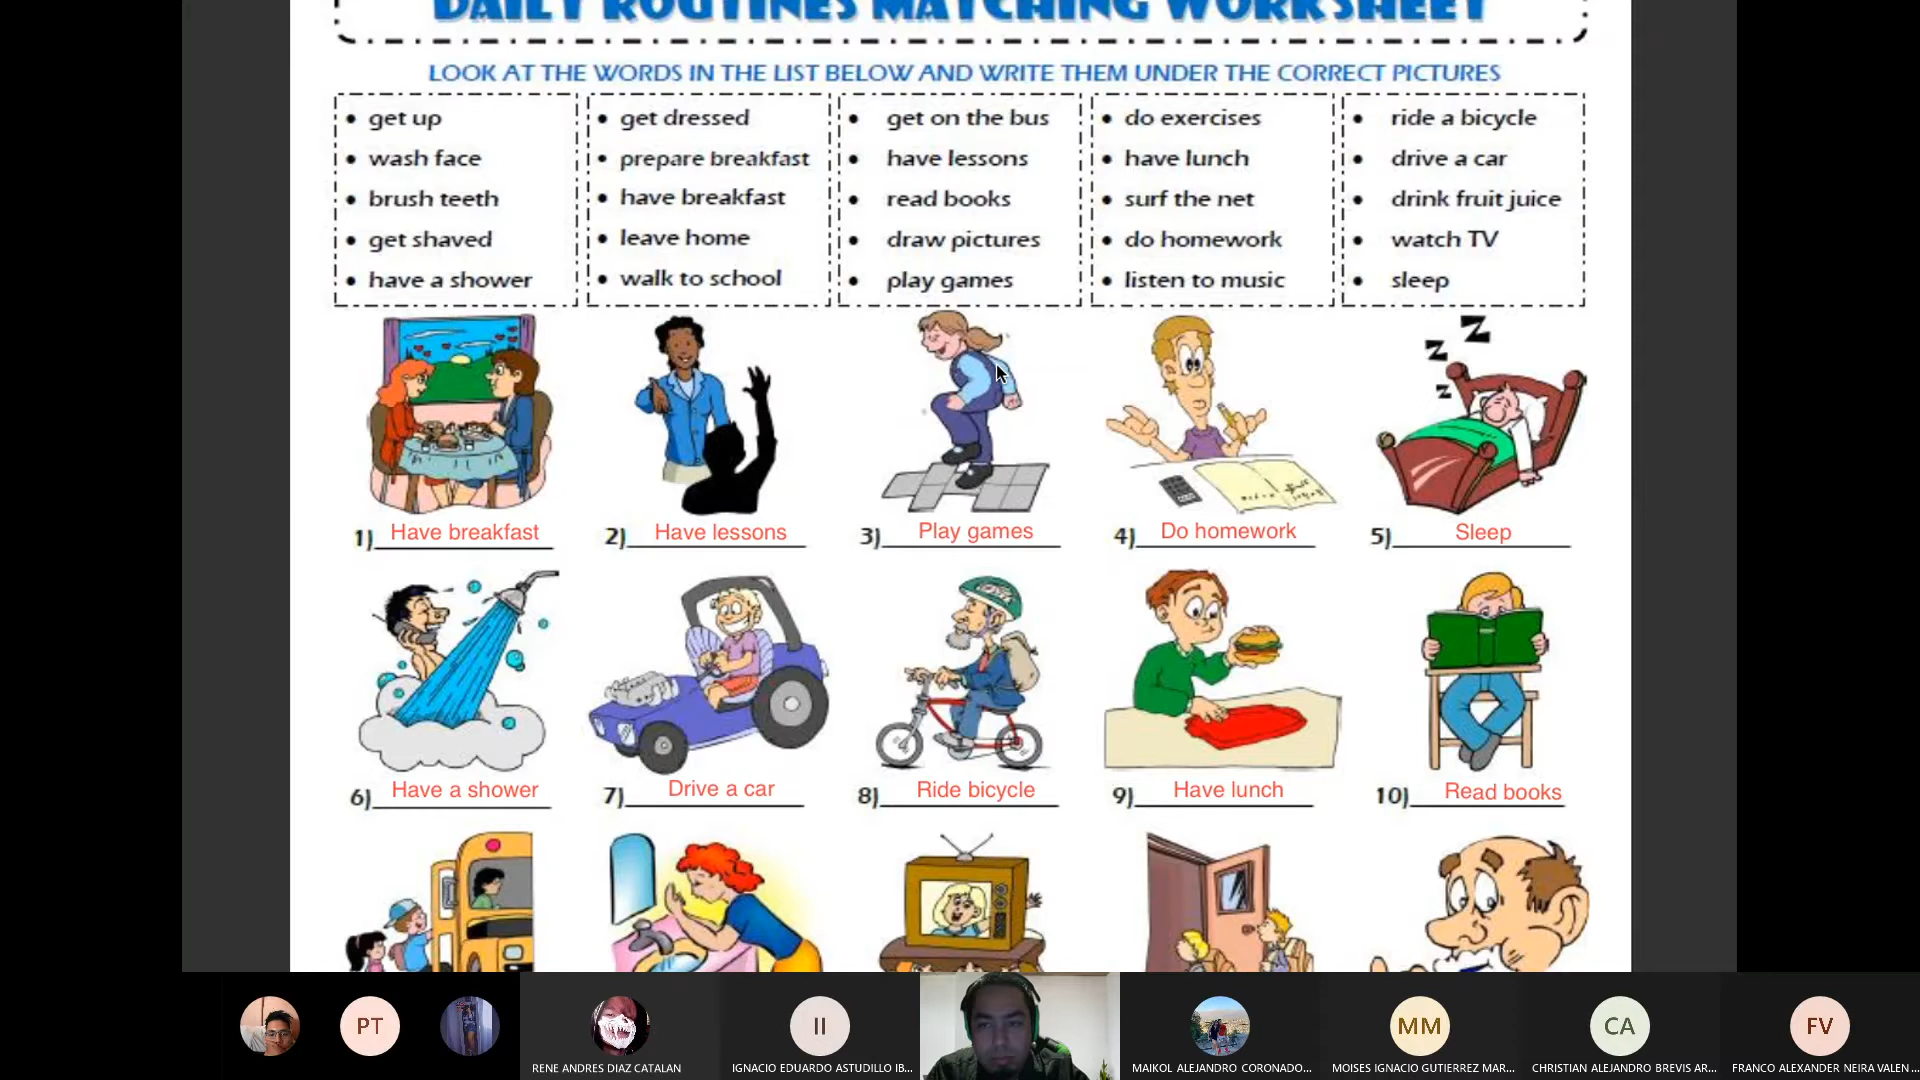 DAILY ROUTINES MATCHING WORKSHEET
LOOK AT THE WORDS IN THE LIST BELOW AND WRITE THEM UNDER THE CORRECT PICTURES
• get up
• wash face
• brush teeth
• get shaved
• have a shower
• get dressed
• prepare breakfast
• have breakfast
• leave home
• walk to school
• get on the bus
• have lessons
• read books
• draw pictures
• play games
• do exercises
• have lunch
• surf the net
• do homework
• listen to music
• ride a bicycle
• drive a car
• drink fruit juice
• watch TV
• sleep
z Z
z
1) Have breakfast
2) Have lessons
3) Play games
4) Do homework
5) Sleep
6) Have a shower
7) Drive a car
8) Ride bicycle
9) Have lunch
10) Read books
PT
II
MM
CA
FV
RENE ANDRES DIAZ CATALAN
IGNACIO EDUARDO ASTUDILLO IB...
MAIKOL ALEJANDRO CORONADO...
MOISES IGNACIO GUTIERREZ MAR...
CHRISTIAN ALEJANDRO BREVIS AR...
FRANCO ALEXANDER NEIRA VALEN...